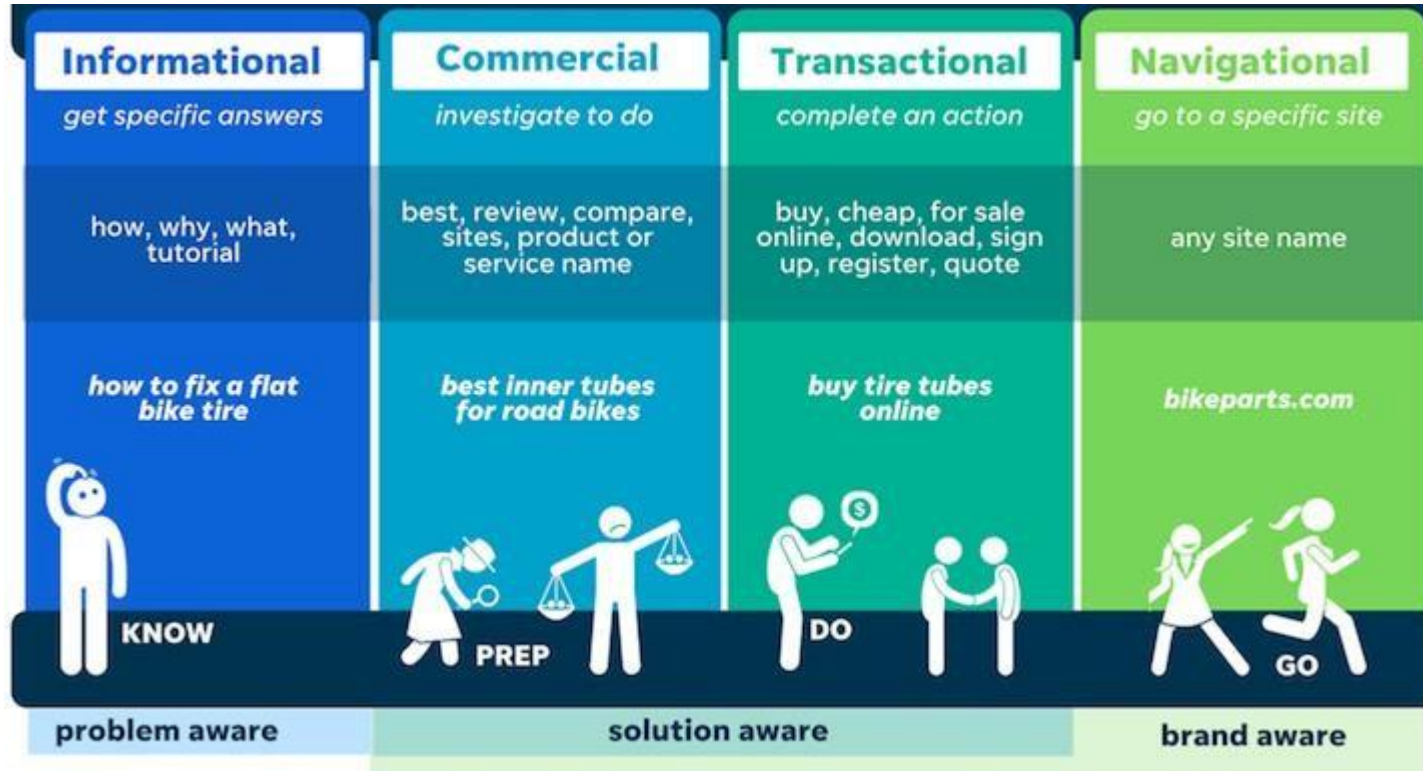 Informational
get specific answers
how, why, what,
tutorial
how to fix a flat
bike tire
KNOW
Commercial
investigate to do
best, review, compare,
sites, product or
service name
best inner tubes
for road bikes
PREP
Transactional
complete an action
buy, cheap, for sale
online, download, sign
up, register, quote
buy tire tubes
online
$
DO
Navigational
go to a specific site
any site name
bikeparts.com
GO
problem aware
solution aware
brand aware